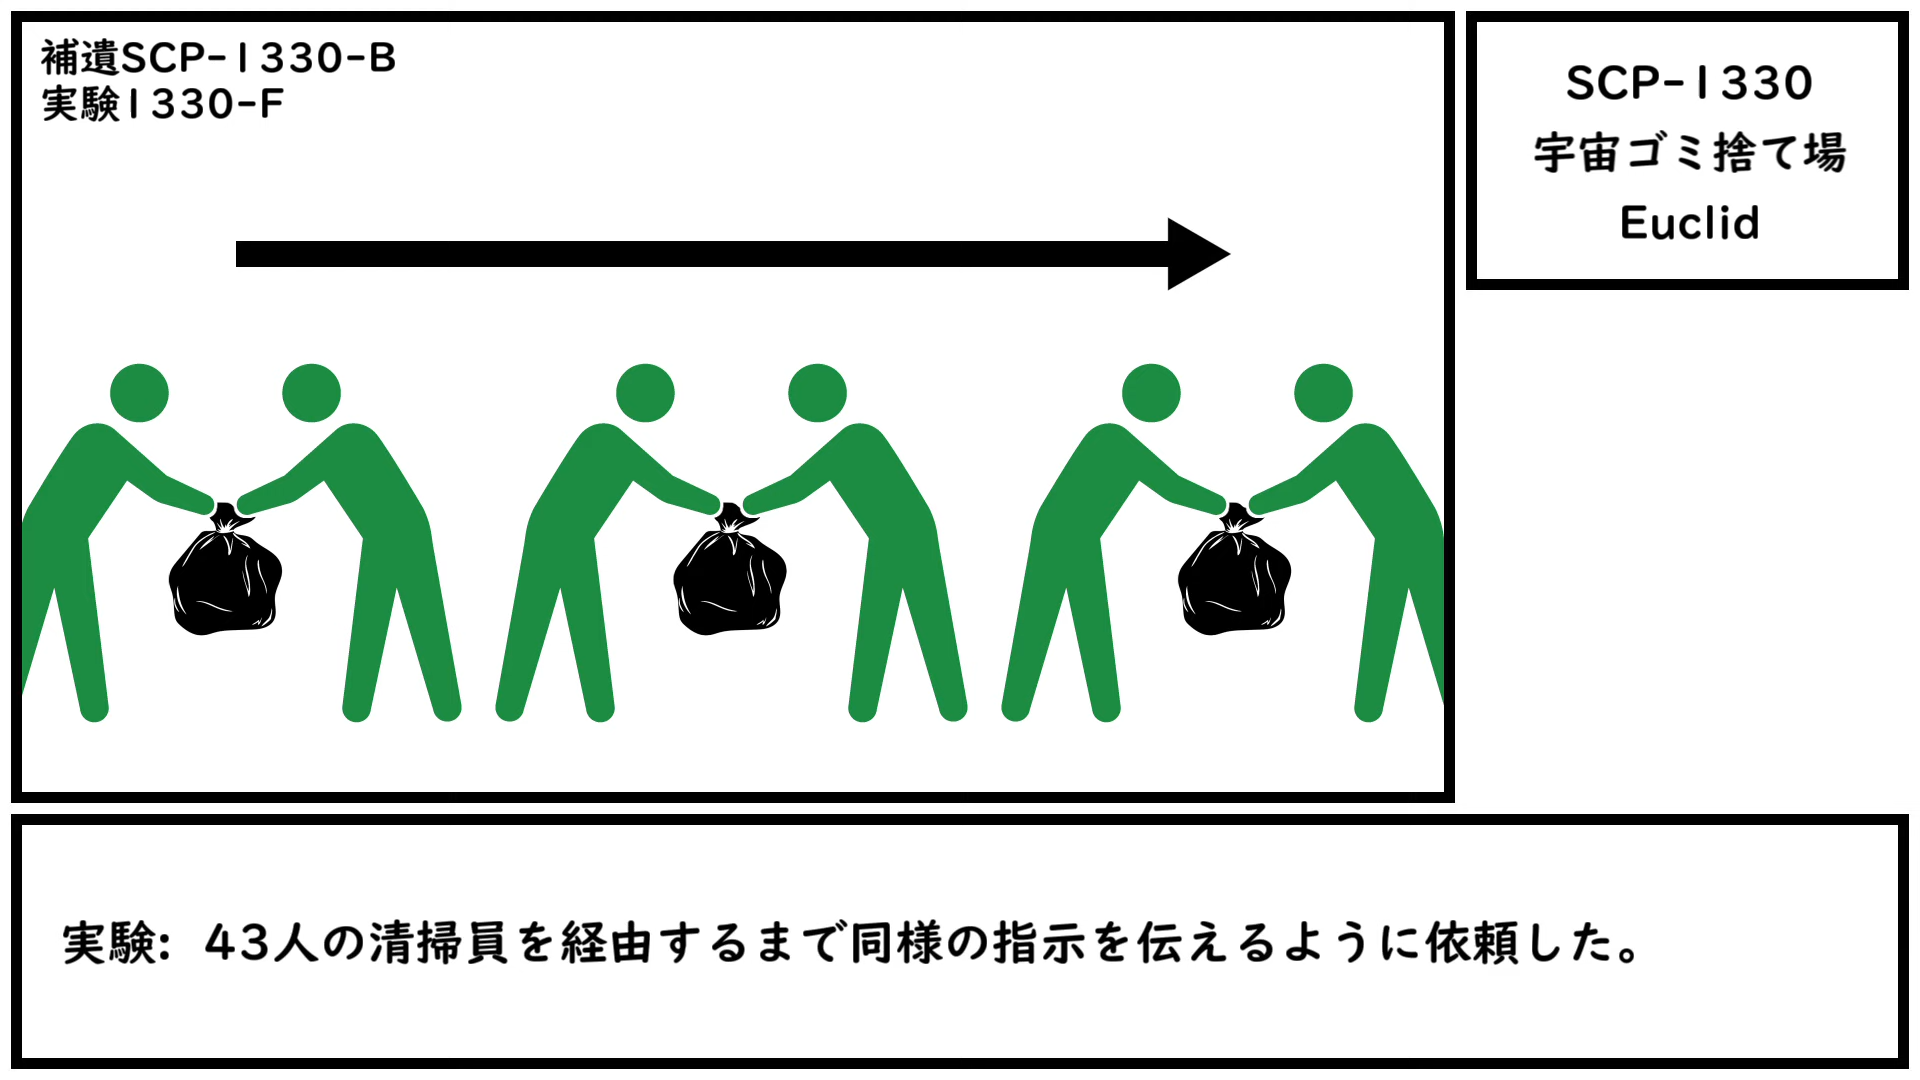 補遺SCP-1330-B
実験1330-F
SCP-1330
宇宙ゴミ捨て場
Euclid
実験: 43人の清掃員を経由するまで同様の指示を伝えるように依頼した。